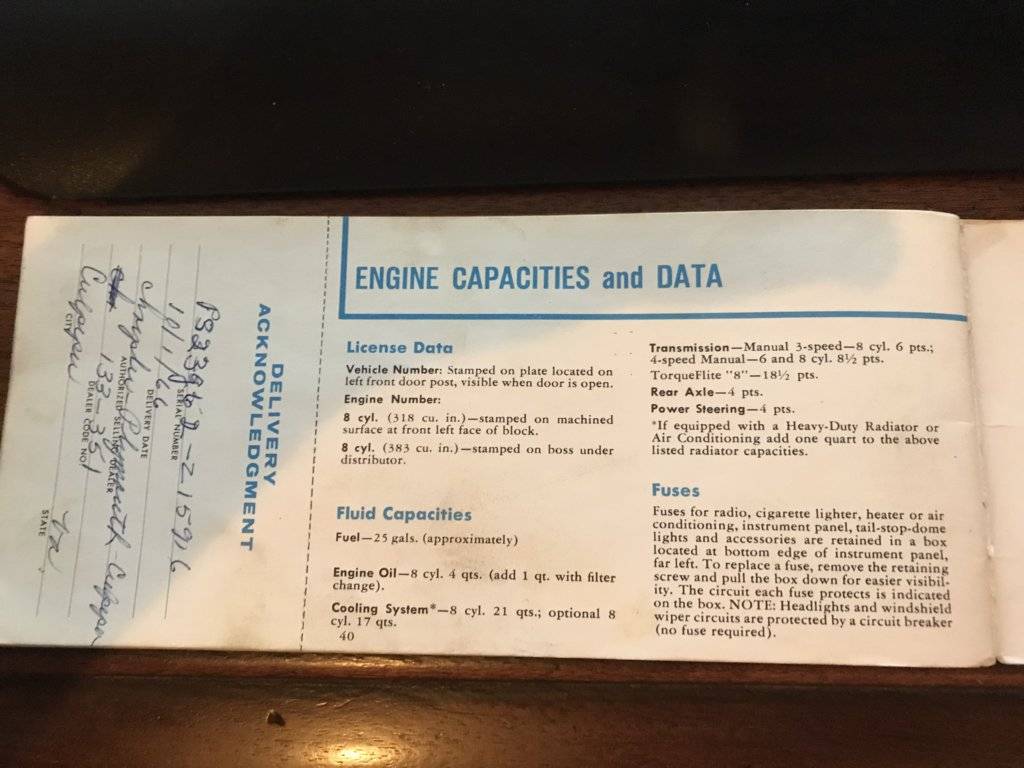 DELIVERY
ACKNOWLEDGMENT
SERIAL NUMBER
10/1/66
DELIVERY DATE
Plymouth-Culpeper
AUTHORIZED SELLING DEALER
133-351
DEALER CODE NO
Culpeper Va
CITY STATE
ENGINE CAPACITIES and DATA
License Data
Vehicle Number: Stamped on plate located on
left front door post, visible when door is open.
Engine Number:
8 cyl. (318 cu. in.)—stamped on machined
surface at front left face of block.
8 cyl. (383 cu. in.)—stamped on boss under
distributor.
Fluid Capacities
Fuel—25 gals. (approximately)
Engine Oil—8 cyl. 4 qts. (add 1 qt. with filter
change).
Cooling System*—8 cyl. 21 qts.; optional 8
cyl. 17 qts.
40
Transmission—Manual 3-speed—8 cyl. 6 pts.;
4-speed Manual—6 and 8 cyl. 8½ pts.
TorqueFlite "8"—18½ pts.
Rear Axle—4 pts.
Power Steering—4 pts.
*If equipped with a Heavy-Duty Radiator or
Air Conditioning add one quart to the above
listed radiator capacities.
Fuses
Fuses for radio, cigarette lighter, heater or air
conditioning, instrument panel, tail-stop-dome
lights and accessories are retained in a box
located at bottom edge of instrument panel,
far left. To replace a fuse, remove the retaining
screw and pull the box down for easier visibil-
ity. The circuit each fuse protects is indicated
on the box. NOTE: Headlights and windshield
wiper circuits are protected by a circuit breaker
(no fuse required).